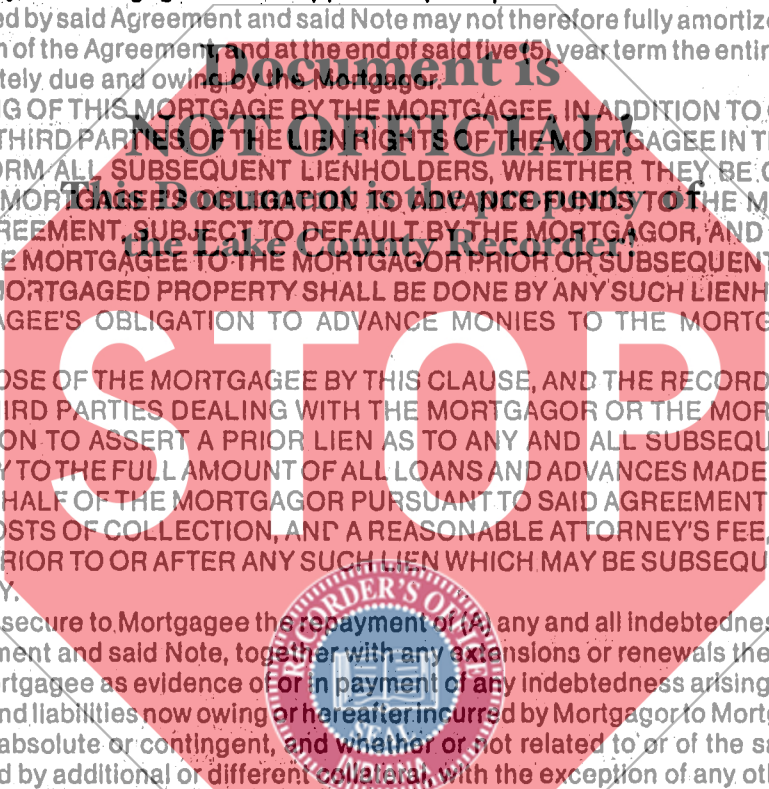 ed by said Agreement and said Note may not therefore fully amortize
n of the Agreement, and at the end of said five (5) year term the entir
tely due and owing by the Mortgagor.
Document is
G OF THIS MORTGAGE BY THE MORTGAGEE, IN ADDITION TO
NOT OFFICIAL!
THIRD PARTIES OF THE LIEN RIGHTS OF THE MORTGAGEE IN T
ORM ALL SUBSEQUENT LIENHOLDERS, WHETHER THEY BE
This Document is the property of
MORTGAGEE'S OBLIGATION TO ADVANCE FUNDS TO THE M
REEMENT, SUBJECT TO DEFAULT BY THE MORTGAGOR, AND
the Lake County Recorder!
E MORTGAGEE TO THE MORTGAGOR PRIOR OR SUBSEQUENT
ORTGAGED PROPERTY SHALL BE DONE BY ANY SUCH LIENH
AGEE'S OBLIGATION TO ADVANCE MONIES TO THE MORTG
STOP
OSE OF THE MORTGAGEE BY THIS CLAUSE, AND THE RECORD
IRD PARTIES DEALING WITH THE MORTGAGOR OR THE MOR
ON TO ASSERT A PRIOR LIEN AS TO ANY AND ALL SUBSEQU
Y TO THE FULL AMOUNT OF ALL LOANS AND ADVANCES MADE
HALF OF THE MORTGAGOR PURSUANT TO SAID AGREEMENT
OSTS OF COLLECTION, AND A REASONABLE ATTORNEY'S FEE,
RIOR TO OR AFTER ANY SUCH LIEN WHICH MAY BE SUBSEQU
Y.
secure to Mortgagee the repayment of (A) any and all indebtednes
ment and said Note, together with any extensions or renewals the
rtgagee as evidence of or in payment of any indebtedness arising
nd liabilities now owing or hereafter incurred by Mortgagor to Mort
absolute or contingent, and whether or not related to or of the sa
d by additional or different collateral, with the exception of any oth
RECORDER'S OFFICE
SEAL
INDIANA